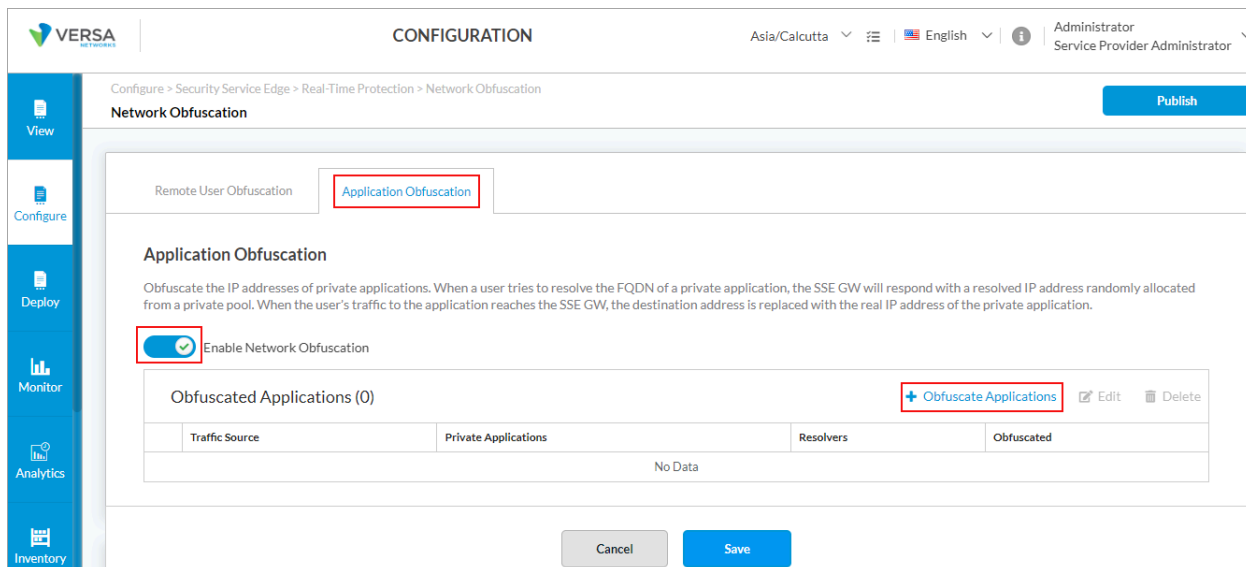 VERSA
NETWORKS
CONFIGURATION
Asia/Calcutta
English
Administrator
Service Provider Administrator
View
Configure
Deploy
Monitor
Analytics
Inventory
Configure > Security Service Edge > Real-Time Protection > Network Obfuscation
Network Obfuscation
Publish
Remote User Obfuscation
Application Obfuscation
Application Obfuscation
Obfuscate the IP addresses of private applications. When a user tries to resolve the FQDN of a private application, the SSE GW will respond with a resolved IP address randomly allocated
from a private pool. When the user's traffic to the application reaches the SSE GW, the destination address is replaced with the real IP address of the private application.
Enable Network Obfuscation
Obfuscated Applications (0)
+ Obfuscate Applications
Edit
Delete
Traffic Source
Private Applications
Resolvers
Obfuscated
No Data
Cancel
Save